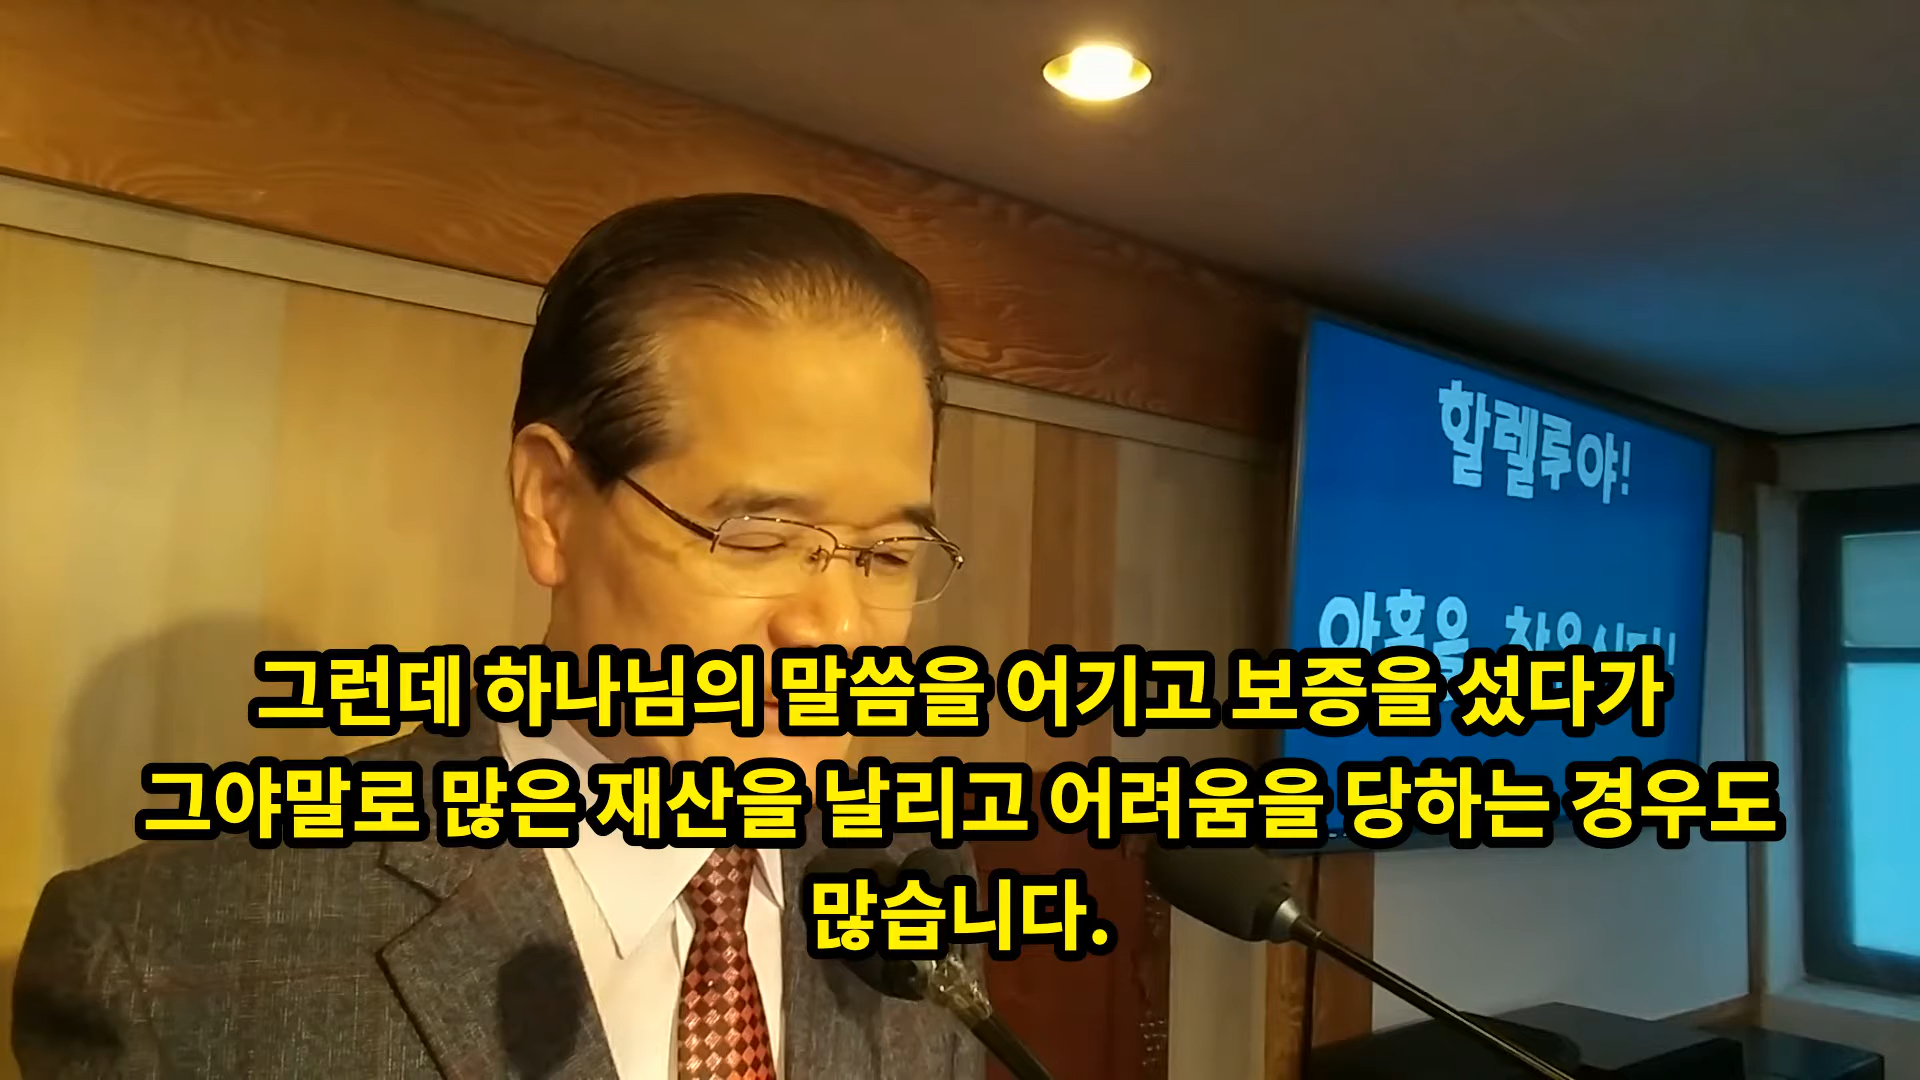 할렐루야!
그런데 하나님의 말씀을 어기고 보증을 섰다가
그야말로 많은 재산을 날리고 어려움을 당하는 경우도
많습니다.